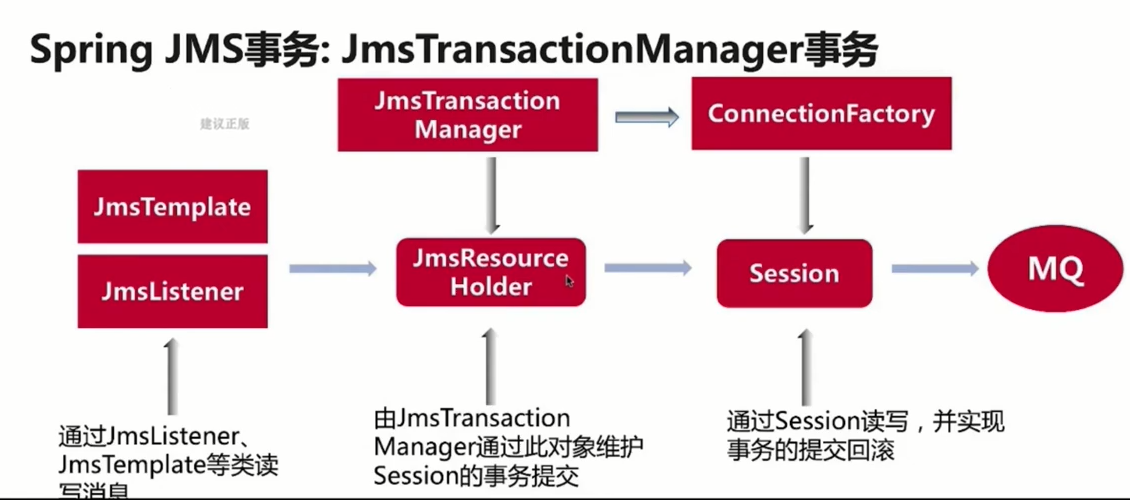 Spring JMS事务: JmsTransactionManager事务
建议正版
JmsTransaction
Manager
ConnectionFactory
JmsTemplate
JmsListener
JmsResource
Holder
Session
MQ
通过JmsListener、
JmsTemplate等类读
写消息
由JmsTransaction
Manager通过此对象维护
Session的事务提交
通过Session读写，并实现
事务的提交回滚